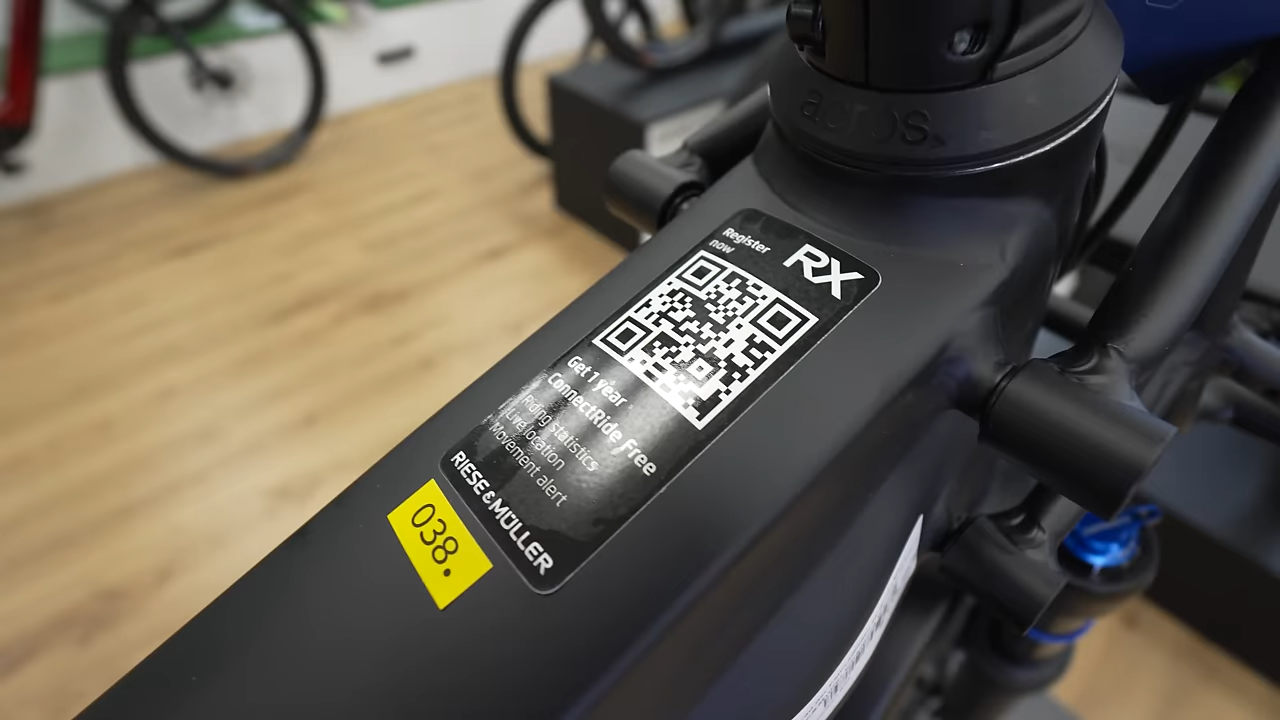 acros.
Register
now
RX
Get 1 Year
ConnectRide Free
Riding statistics
Live location
Movement alert
RIESE & MÜLLER
038.